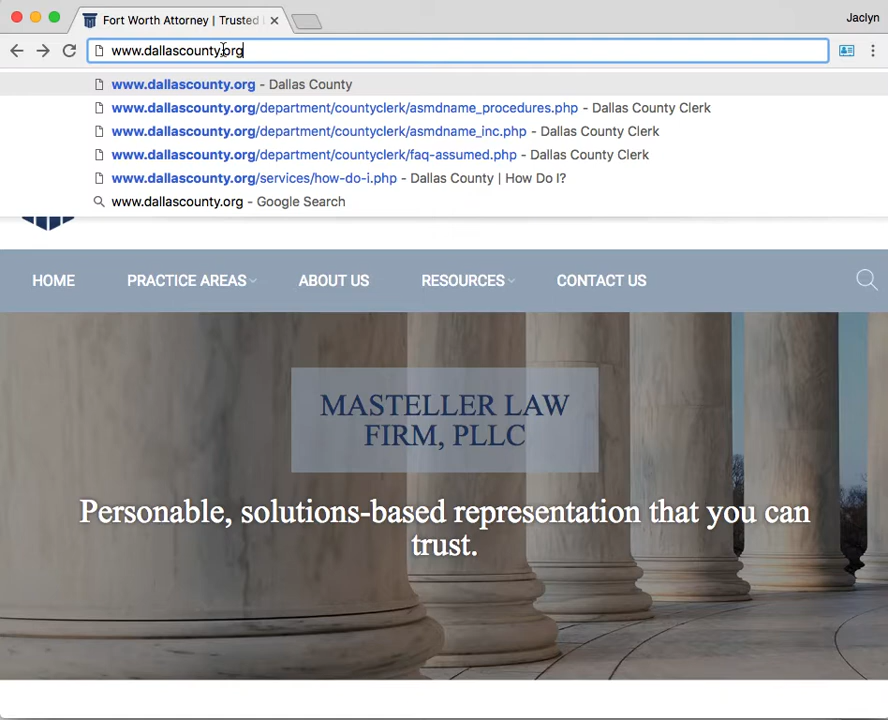 Fort Worth Attorney | Trusted
Jaclyn
www.dallascounty.org
www.dallascounty.org - Dallas County
www.dallascounty.org/department/countyclerk/asmdname_procedures.php - Dallas County Clerk
www.dallascounty.org/department/countyclerk/asmdname_inc.php - Dallas County Clerk
www.dallascounty.org/department/countyclerk/faq-assumed.php - Dallas County Clerk
www.dallascounty.org/services/how-do-i.php - Dallas County | How Do I?
www.dallascounty.org - Google Search
HOME PRACTICE AREAS ABOUT US RESOURCES CONTACT US
MASTELLER LAW
FIRM, PLLC
Personable, solutions-based representation that you can
trust.